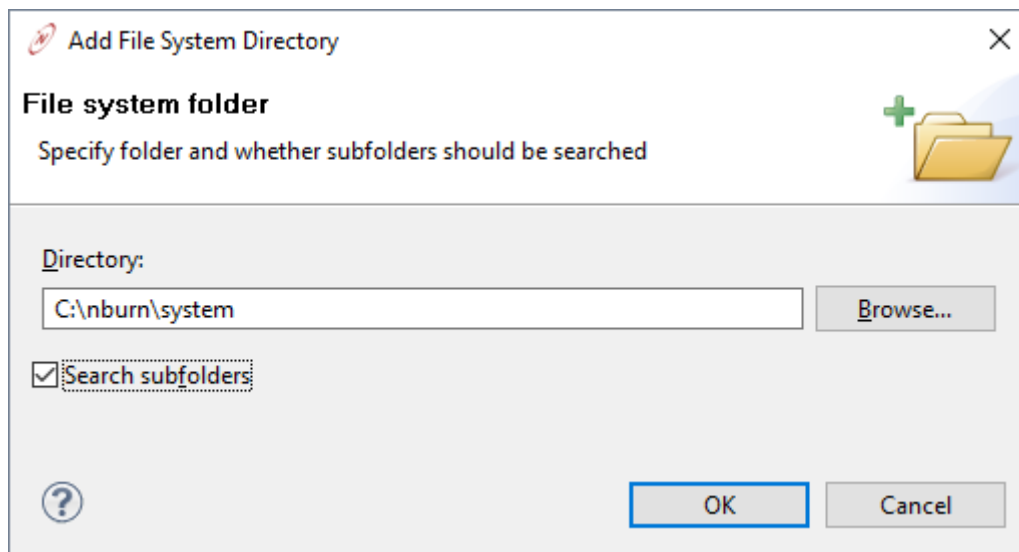 Add File System Directory
File system folder
Specify folder and whether subfolders should be searched
Directory:
C:\nburn\system
Browse...
Search subfolders
?
OK
Cancel